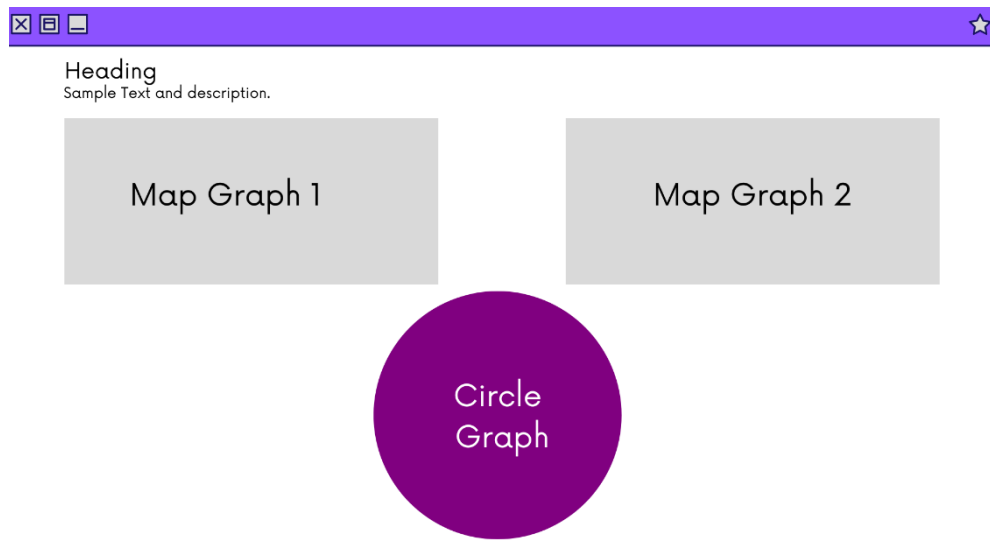 Heading
Sample Text and description.
Map Graph 1
Map Graph 2
Circle
Graph